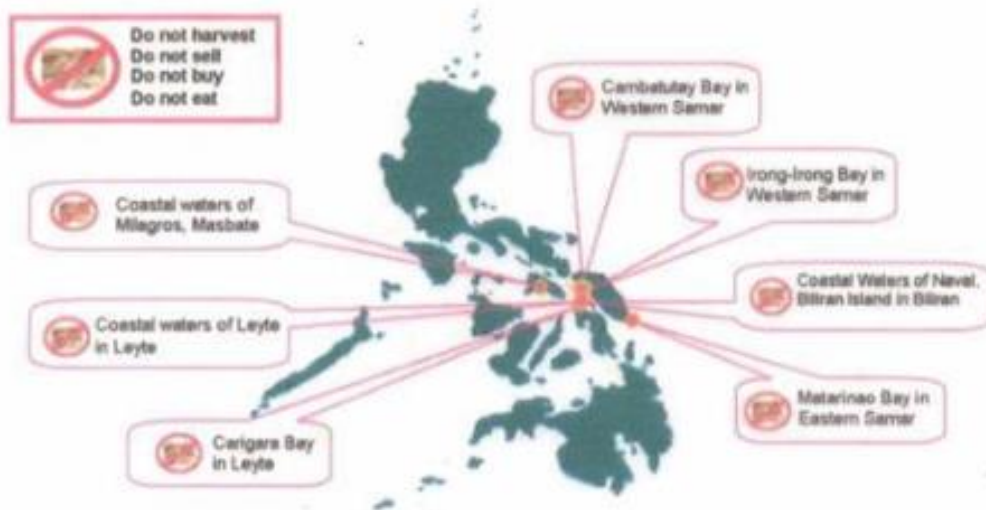 Do not harvest
Do not sell
Do not buy
Do not eat
Cambatutay Bay in
Western Samar
Irong-Irong Bay in
Western Samar
Coastal waters of
Milagros, Masbate
Coastal Waters of Naval,
Biliran Island in Biliran
Coastal waters of Leyte
in Leyte
Matarinao Bay in
Eastern Samar
Carigara Bay
in Leyte